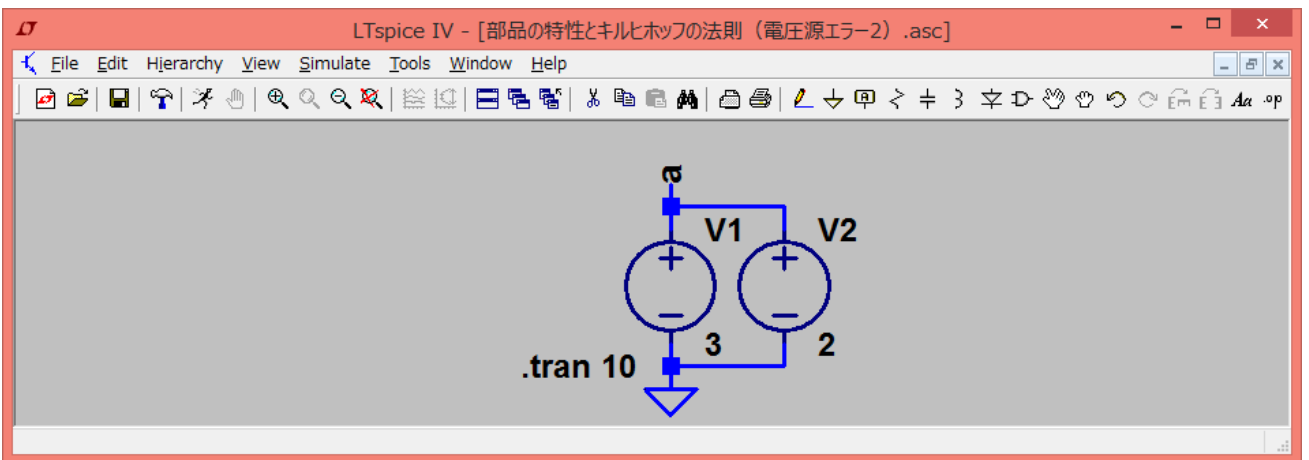 LTspice IV - [部品の特性とキルヒホッフの法則（電圧源エラー2）.asc]
File Edit Hierarchy View Simulate Tools Window Help
Aa .op
a
V1 V2
3 2
.tran 10